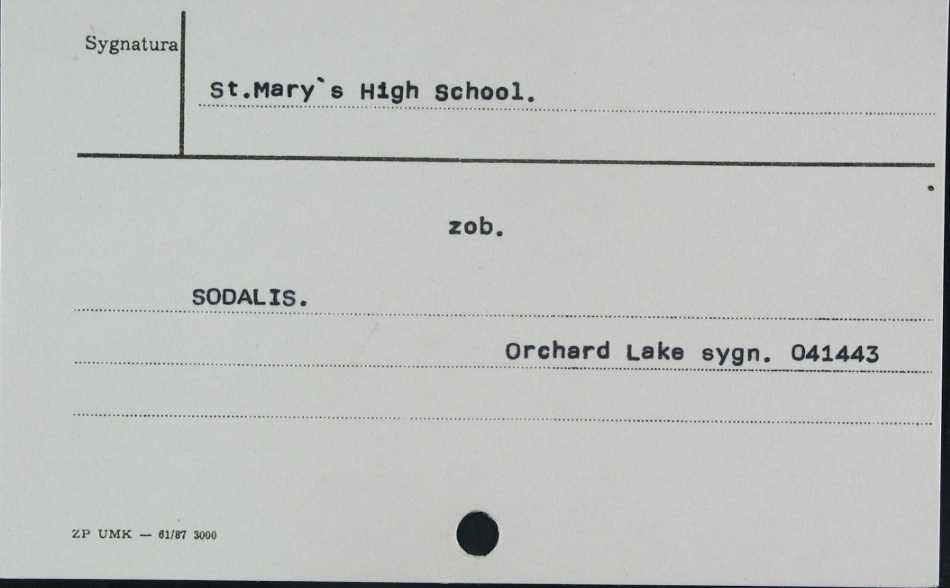 Sygnatura
St.Mary`s High School.
zob.
SODALIS.
Orchard Lake sygn. 041443
ZP UMK — 61/87 3000